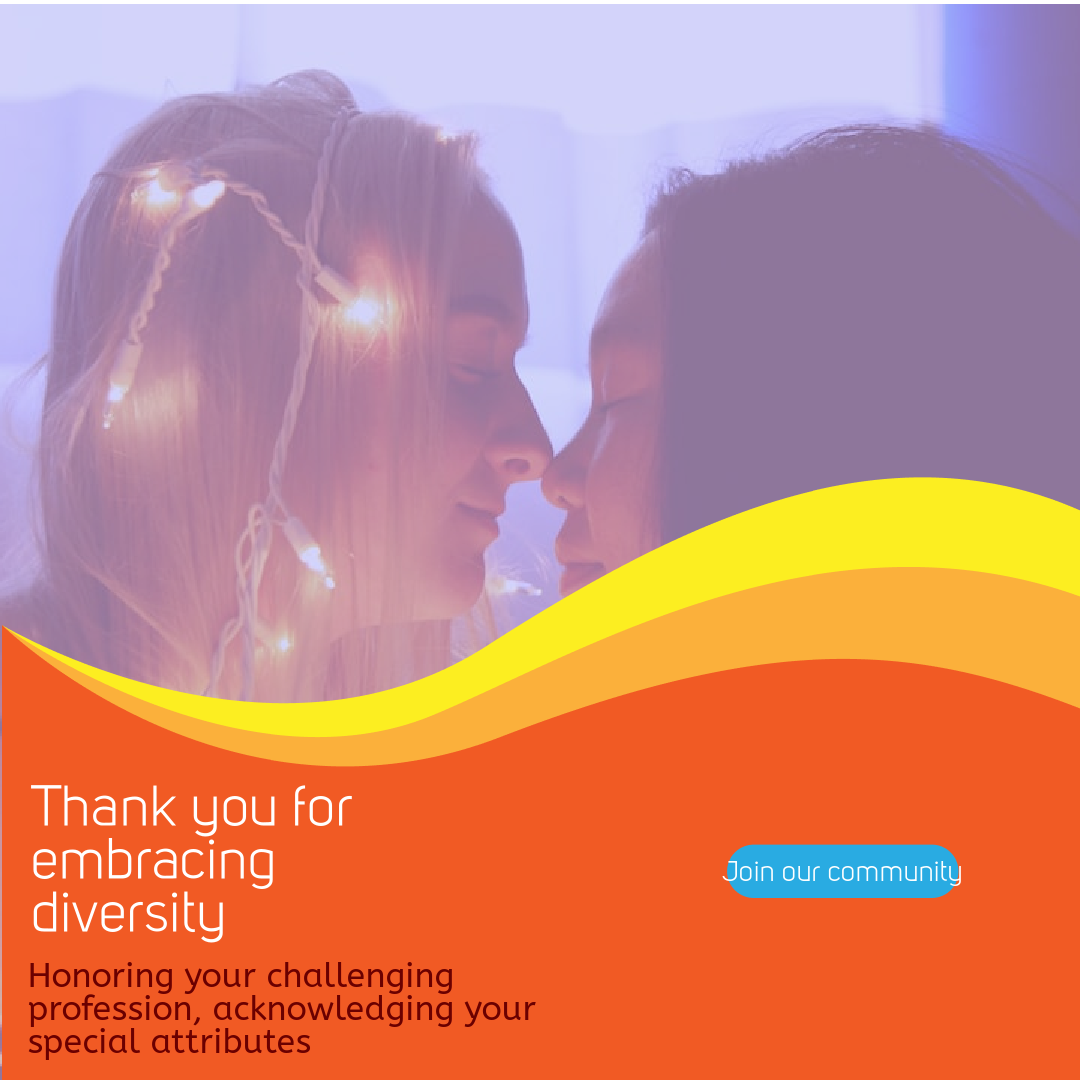 Thank you for
embracing
diversity
Join our community
Honoring your challenging
profession, acknowledging your
special attributes